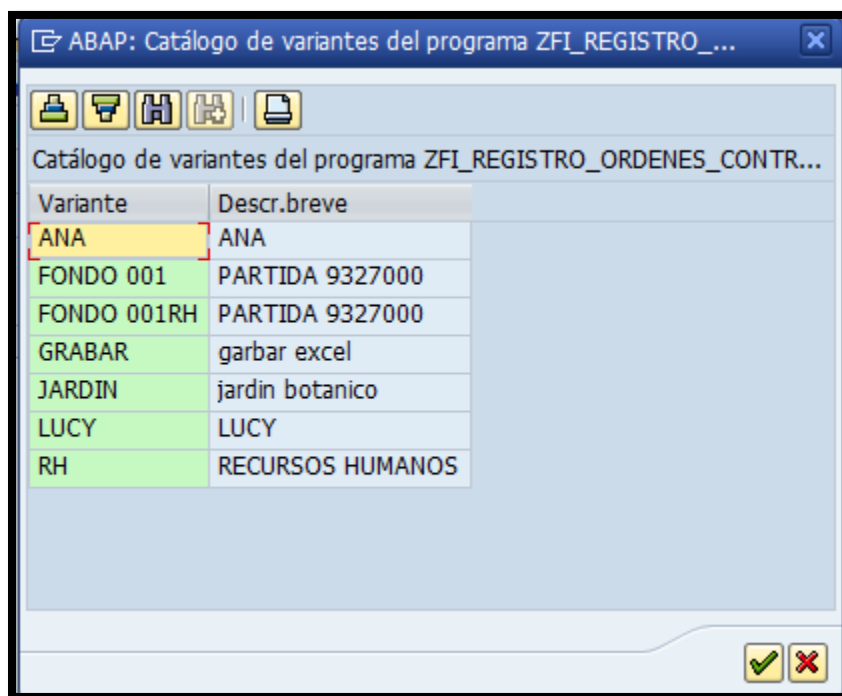 ABAP: Catálogo de variantes del programa ZFI_REGISTRO_...
Catálogo de variantes del programa ZFI_REGISTRO_ORDENES_CONTR...
Variante Descr.breve
ANA ANA
FONDO 001 PARTIDA 9327000
FONDO 001RH PARTIDA 9327000
GRABAR garbar excel
JARDIN jardin botanico
LUCY LUCY
RH RECURSOS HUMANOS